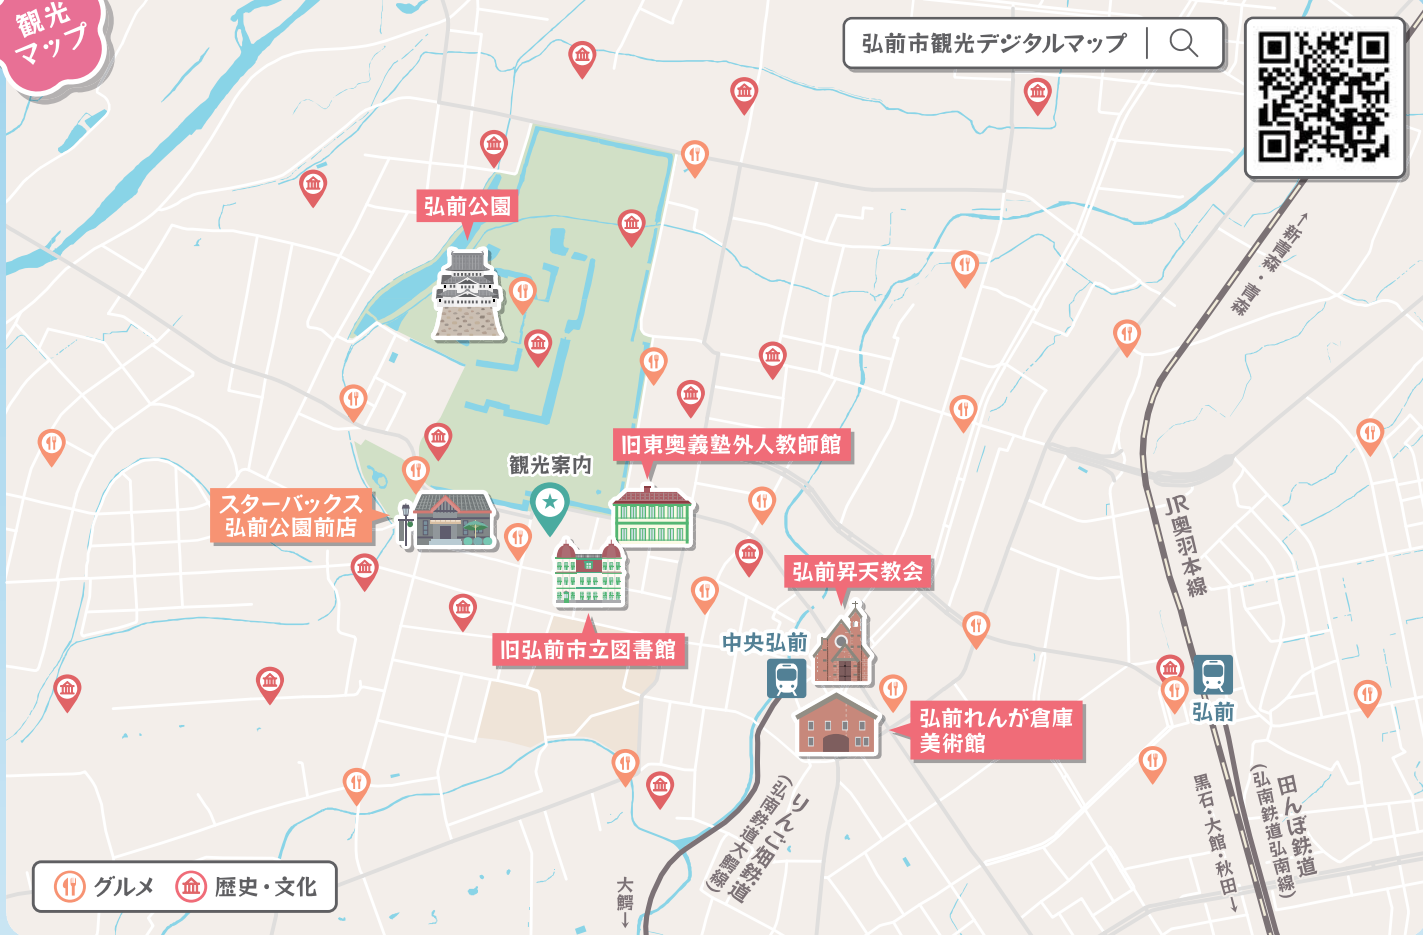 観光
マップ
弘前市観光デジタルマップ
弘前公園
↑新青森・青森
旧東奥義塾外人教師館
観光案内
スターバックス
弘前公園前店
JR奥羽本線
弘前昇天教会
中央弘前
旧弘前市立図書館
弘前
弘前れんが倉庫
美術館
りんご畑鉄道
(弘南鉄道大鰐線)
田んぼ鉄道
(弘南鉄道弘南線)
黒石・大館・秋田↓
大鰐↓
グルメ
歴史・文化